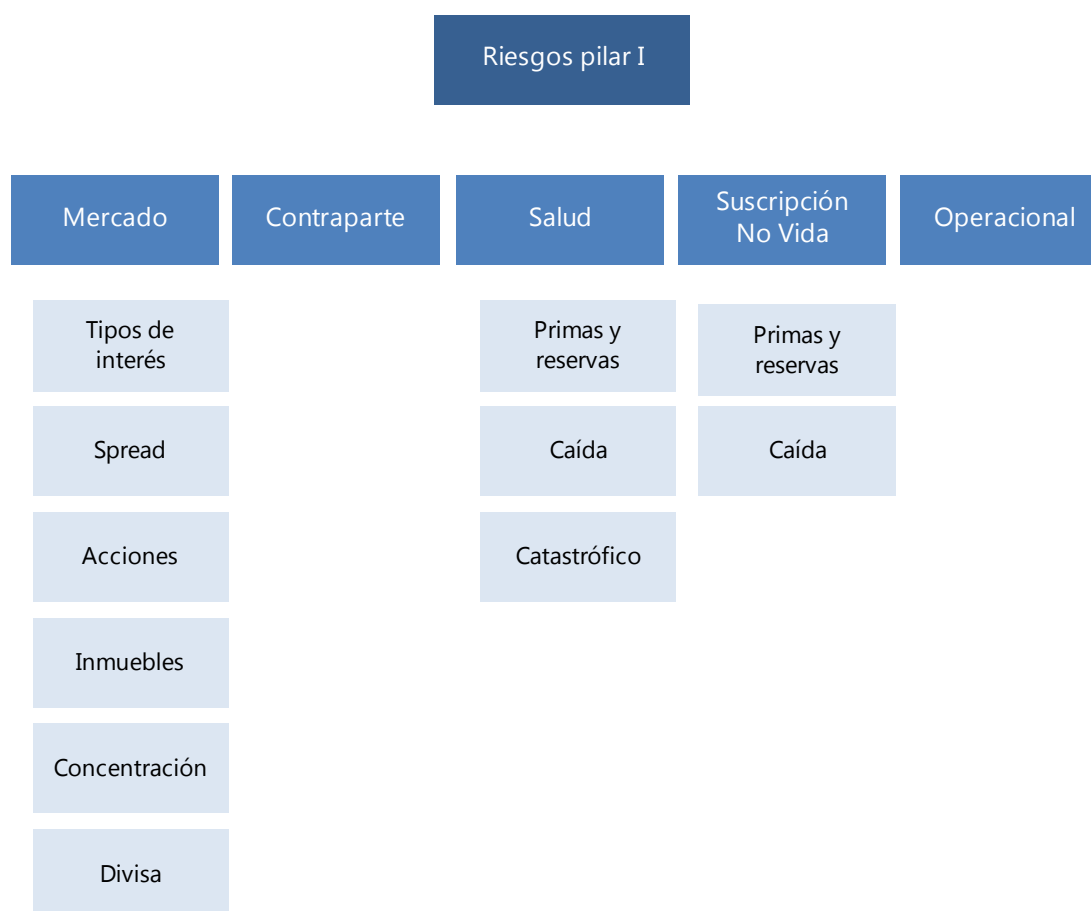 Riesgos pilar I
Mercado
Contraparte
Salud
Suscripción
No Vida
Operacional
Tipos de
interés
Primas y
reservas
Primas y
reservas
Spread
Caída
Caída
Acciones
Catastrófico
Inmuebles
Concentración
Divisa